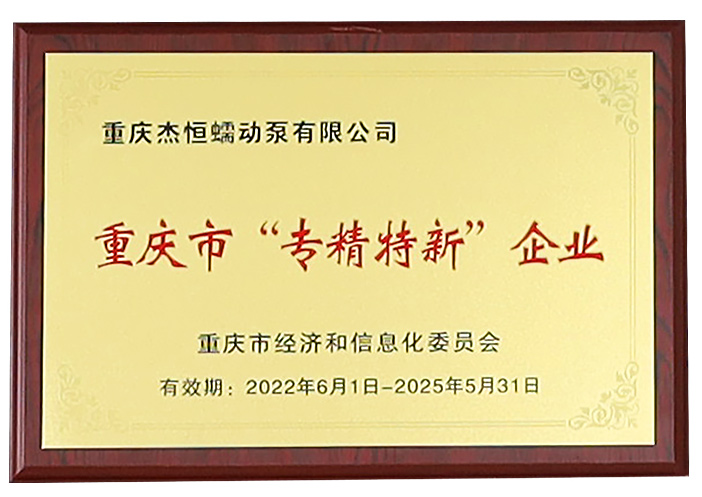 重庆杰恒蠕动泵有限公司
重庆市“专精特新”企业
重庆市经济和信息化委员会
有效期：2022年6月1日-2025年5月31日